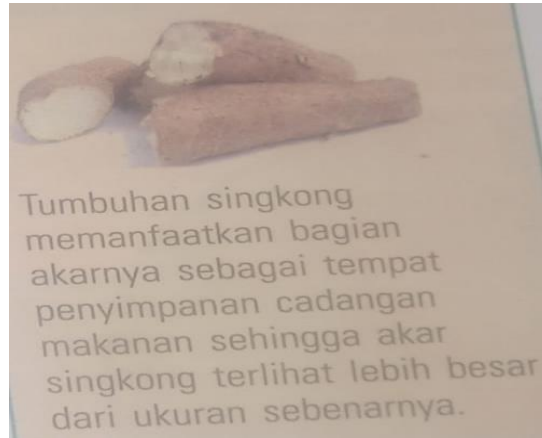 Tumbuhan singkong
memanfaatkan bagian
akarnya sebagai tempat
penyimpanan cadangan
makanan sehingga akar
singkong terlihat lebih besar
dari ukuran sebenarnya.